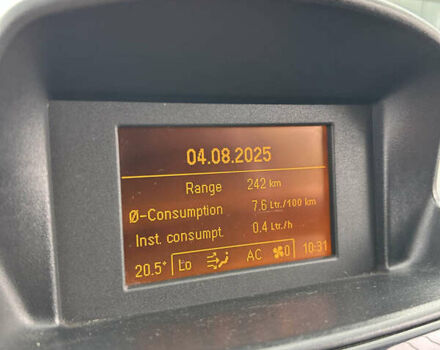 04.08.2025
Range 242 km
Ø-Consumption 7.6 Ltr./100 km
Inst. consumpt. 0.4 Ltr./h
20.5° Lo AC 0 10:31